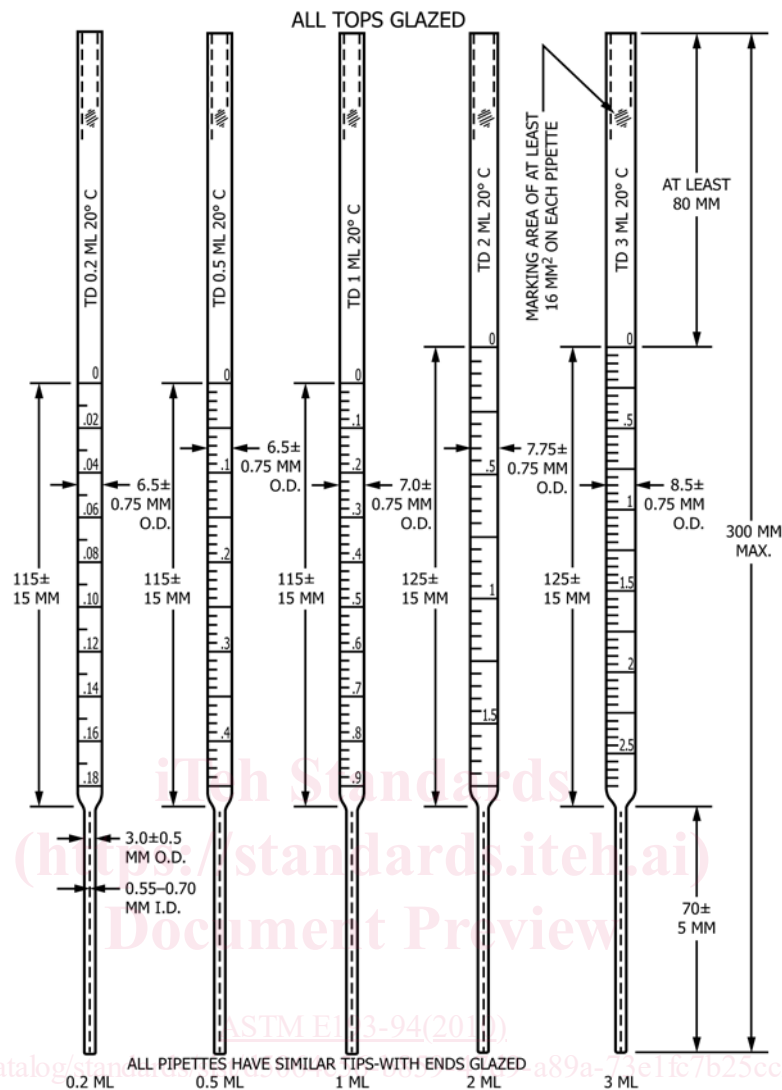 ALL TOPS GLAZED
TD 0.2 ML 20° C
TD 0.5 ML 20° C
TD 1 ML 20° C
TD 2 ML 20° C
TD 3 ML 20° C
MARKING AREA OF AT LEAST
16 MM² ON EACH PIPETTE
AT LEAST
80 MM
300 MM
MAX.
0
.02
.04
.06
.08
.10
.12
.14
.16
.18
115±
15 MM
6.5±
0.75 MM
O.D.
0
.1
.2
.3
.4
115±
15 MM
6.5±
0.75 MM
O.D.
0
.1
.2
.3
.4
.5
.6
.7
.8
.9
115±
15 MM
7.0±
0.75 MM
O.D.
0
.5
1
1.5
125±
15 MM
7.75±
0.75 MM
O.D.
0
.5
1
1.5
2
2.5
125±
15 MM
8.5±
0.75 MM
O.D.
3.0±0.5
MM O.D.
0.55–0.70
MM I.D.
70±
5 MM
iTeh Standards
(https://standards.iteh.ai)
Document Preview
ALL PIPETTES HAVE SIMILAR TIPS-WITH ENDS GLAZED
0.2 ML
0.5 ML
1 ML
2 ML
3 ML